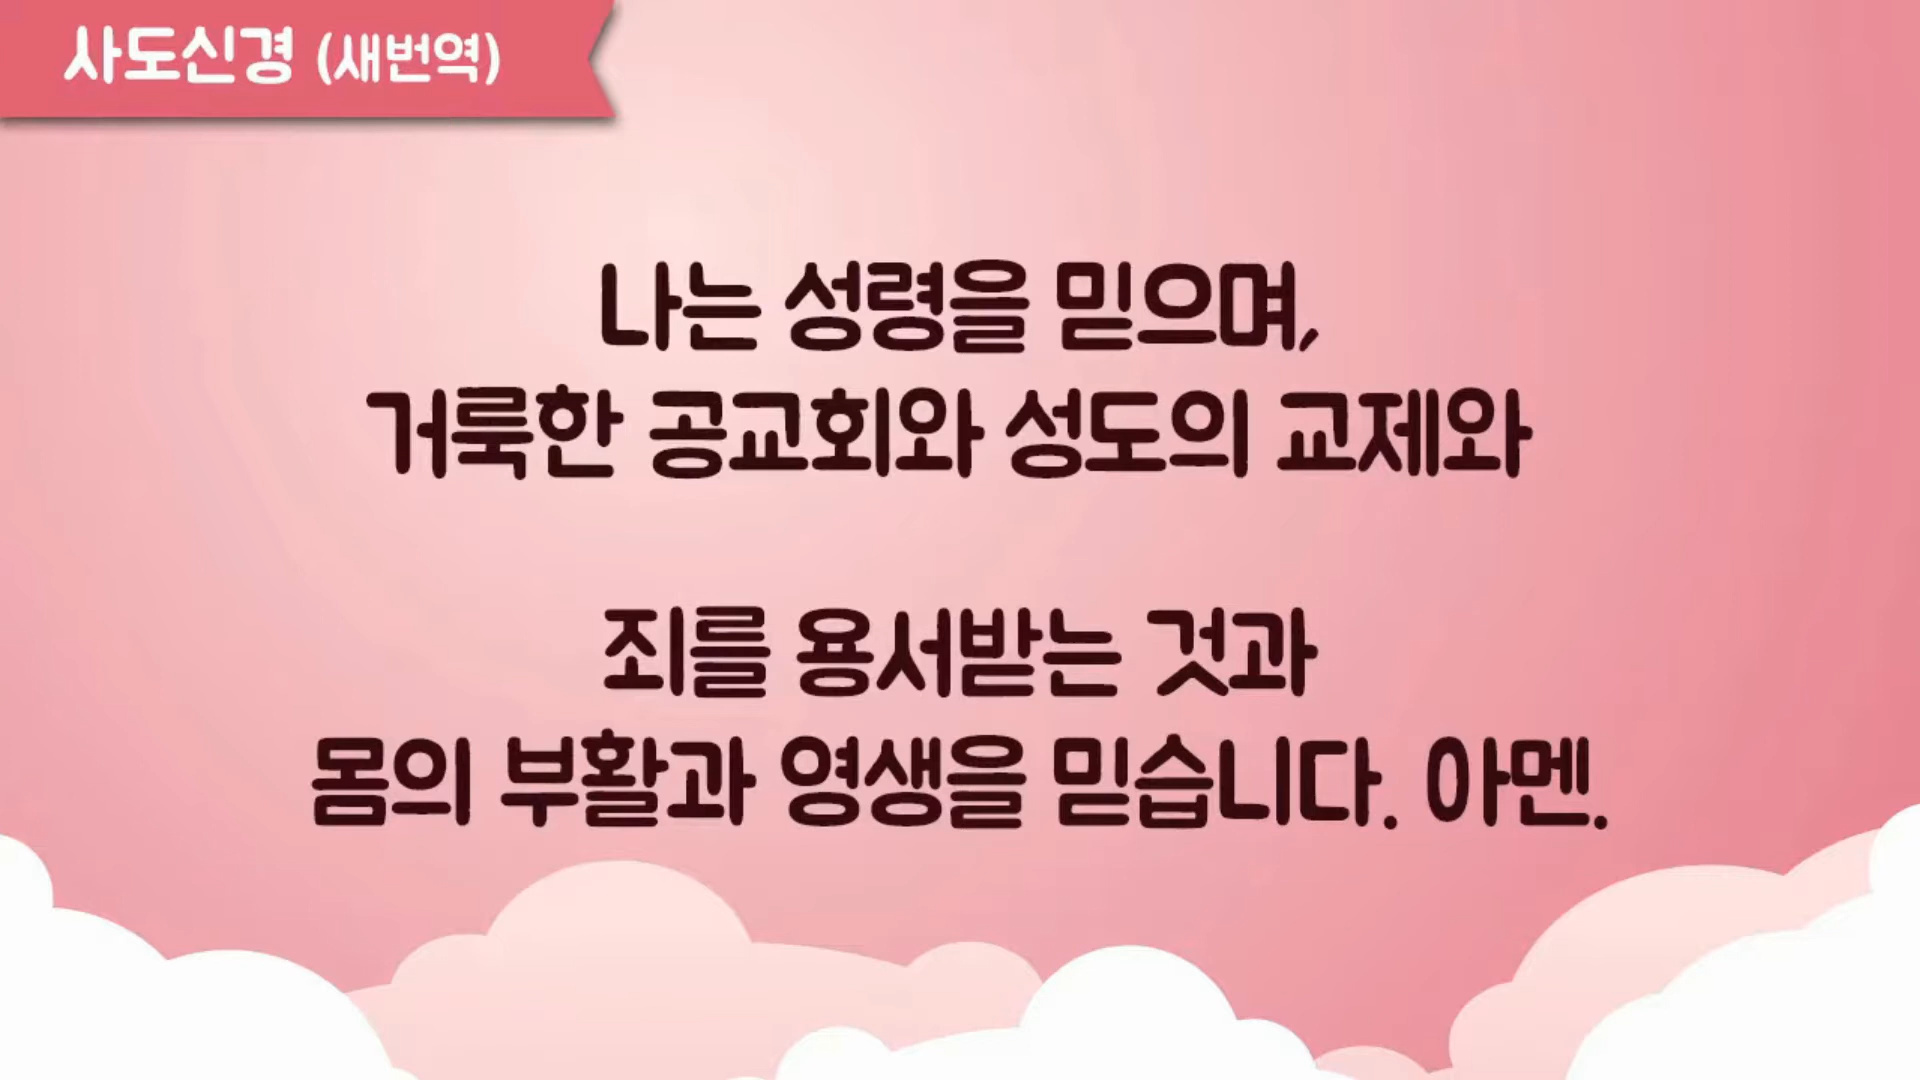 사도신경 (새번역)
나는 성령을 믿으며,
거룩한 공교회와 성도의 교제와
죄를 용서받는 것과
몸의 부활과 영생을 믿습니다. 아멘.